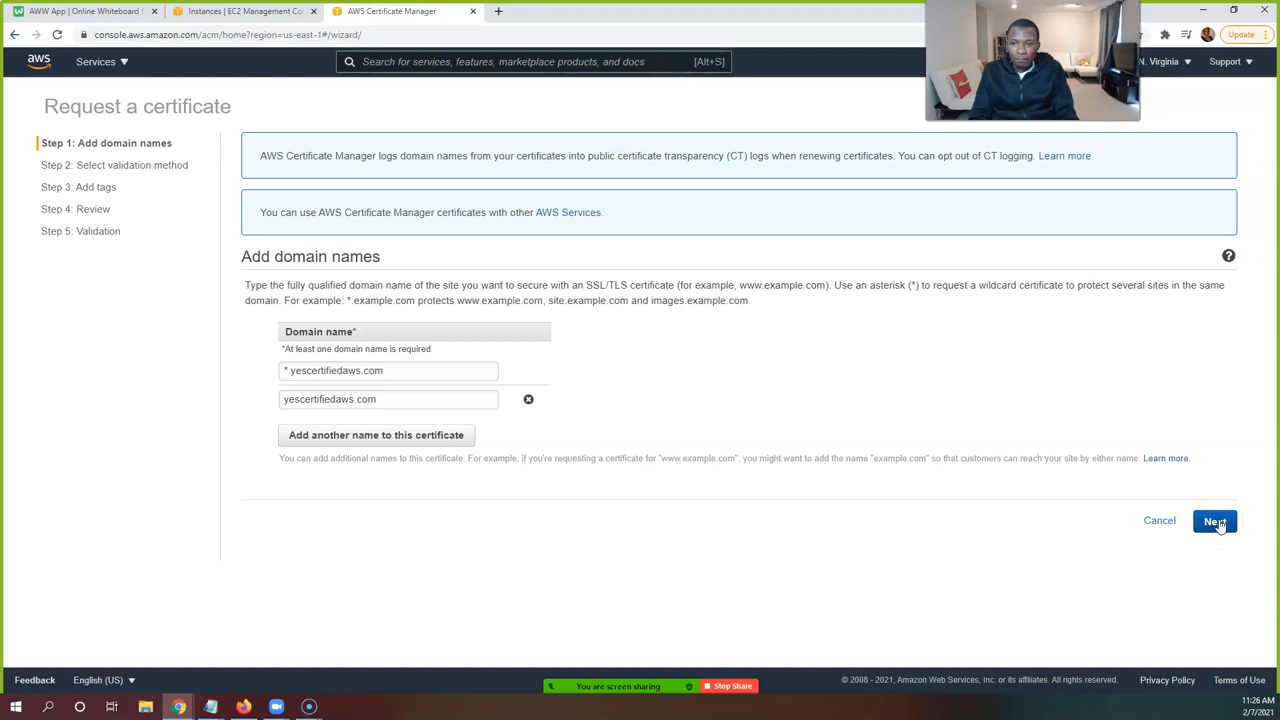 AWW App | Online Whiteboard
Instances | EC2 Management Co
AWS Certificate Manager
console.aws.amazon.com/acm/home?region=us-east-1#/wizard/
Update
aws
Services
Search for services, features, marketplace products, and docs
[Alt+S]
N. Virginia
Support
Request a certificate
Step 1: Add domain names
Step 2: Select validation method
Step 3: Add tags
Step 4: Review
Step 5: Validation
AWS Certificate Manager logs domain names from your certificates into public certificate transparency (CT) logs when renewing certificates. You can opt out of CT logging. Learn more
You can use AWS Certificate Manager certificates with other AWS Services.
Add domain names
Type the fully qualified domain name of the site you want to secure with an SSL/TLS certificate (for example, www.example.com). Use an asterisk (*) to request a wildcard certificate to protect several sites in the same
domain. For example: *.example.com protects www.example.com, site.example.com and images.example.com.
Domain name*
*At least one domain name is required
*.yescertifiedaws.com
yescertifiedaws.com
Add another name to this certificate
You can add additional names to this certificate. For example, if you're requesting a certificate for "www.example.com", you might want to add the name "example.com" so that customers can reach your site by either name. Learn more.
Cancel
Next
Feedback
English (US)
© 2008 - 2021, Amazon Web Services, Inc. or its affiliates. All rights reserved.
Privacy Policy
Terms of Use
You are screen sharing
Stop Share
11:26 AM
2/7/2021